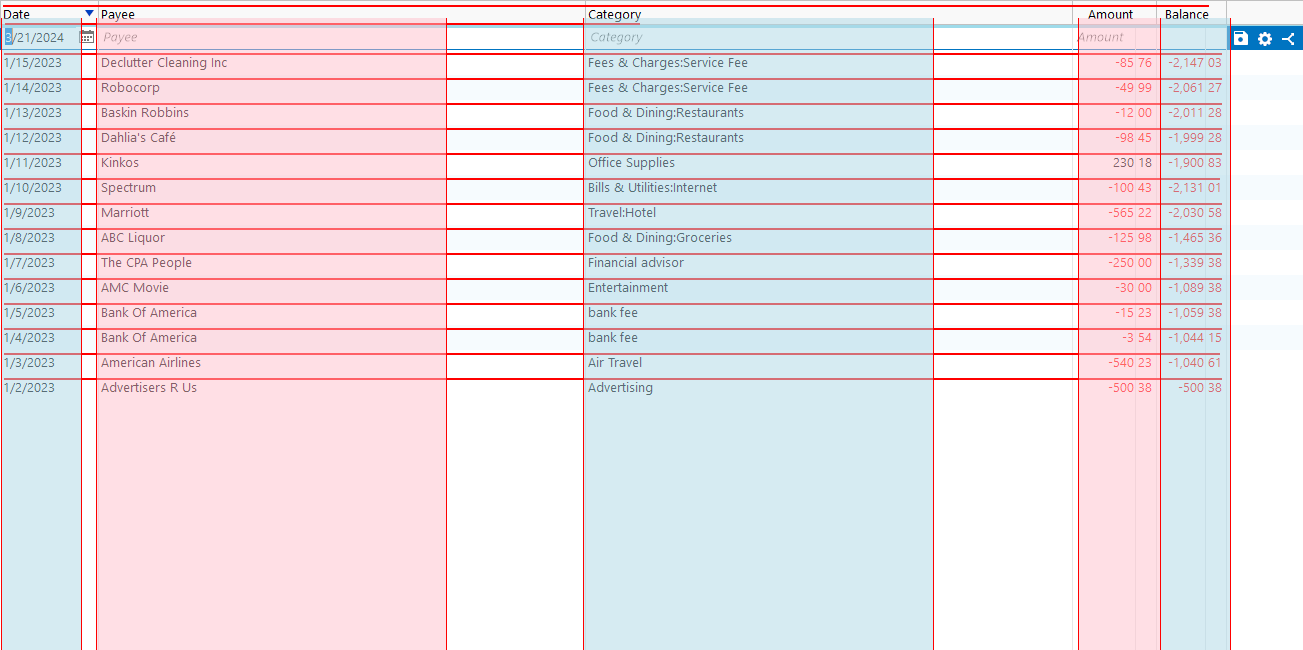 Date Payee Category Amount Balance
3/21/2024 Payee Category Amount
1/15/2023 Declutter Cleaning Inc Fees & Charges:Service Fee -85 76 -2,147 03
1/14/2023 Robocorp Fees & Charges:Service Fee -49 99 -2,061 27
1/13/2023 Baskin Robbins Food & Dining:Restaurants -12 00 -2,011 28
1/12/2023 Dahlia's Café Food & Dining:Restaurants -98 45 -1,999 28
1/11/2023 Kinkos Office Supplies 230 18 -1,900 83
1/10/2023 Spectrum Bills & Utilities:Internet -100 43 -2,131 01
1/9/2023 Marriott Travel:Hotel -565 22 -2,030 58
1/8/2023 ABC Liquor Food & Dining:Groceries -125 98 -1,465 36
1/7/2023 The CPA People Financial advisor -250 00 -1,339 38
1/6/2023 AMC Movie Entertainment -30 00 -1,089 38
1/5/2023 Bank Of America bank fee -15 23 -1,059 38
1/4/2023 Bank Of America bank fee -3 54 -1,044 15
1/3/2023 American Airlines Air Travel -540 23 -1,040 61
1/2/2023 Advertisers R Us Advertising -500 38 -500 38